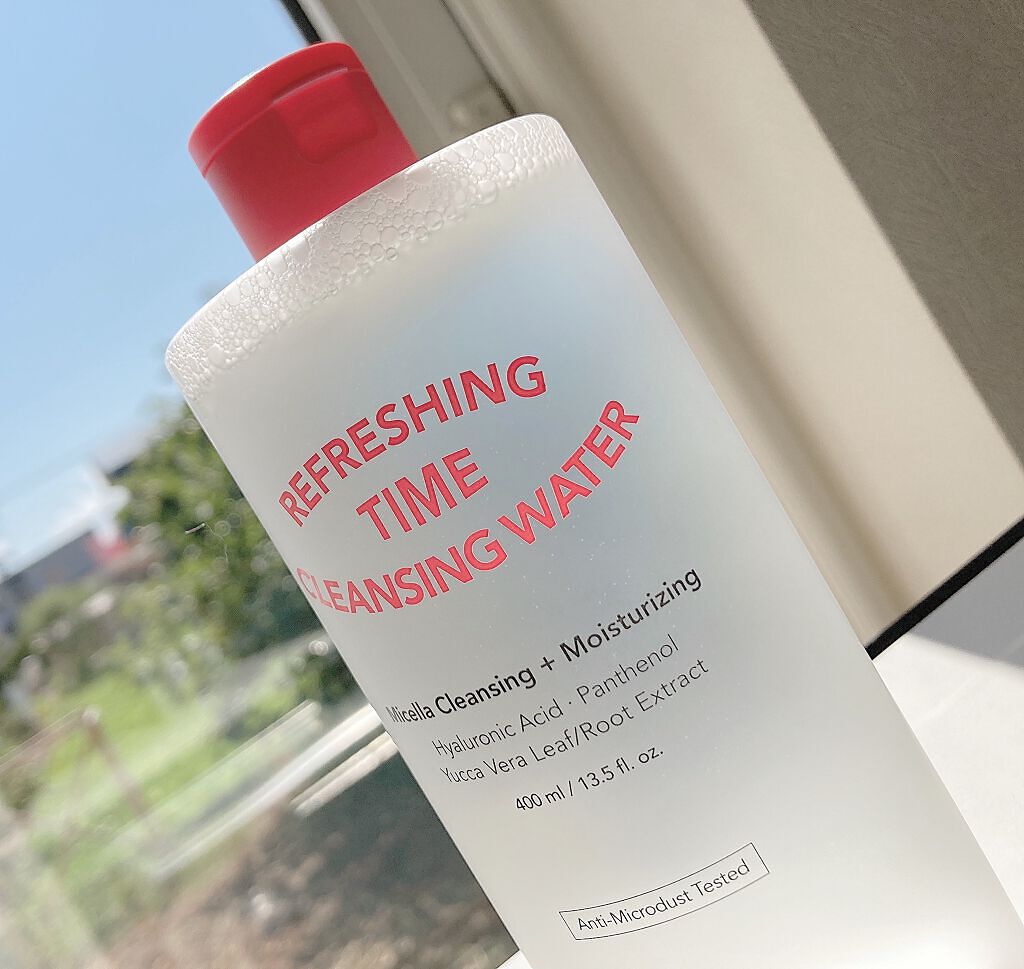 REFRESHING
TIME
CLEANSING WATER
Micella Cleansing + Moisturizing
Hyaluronic Acid · Panthenol
Yucca Vera Leaf/Root Extract
400 ml / 13.5 fl. oz.
Anti-Microdust Tested